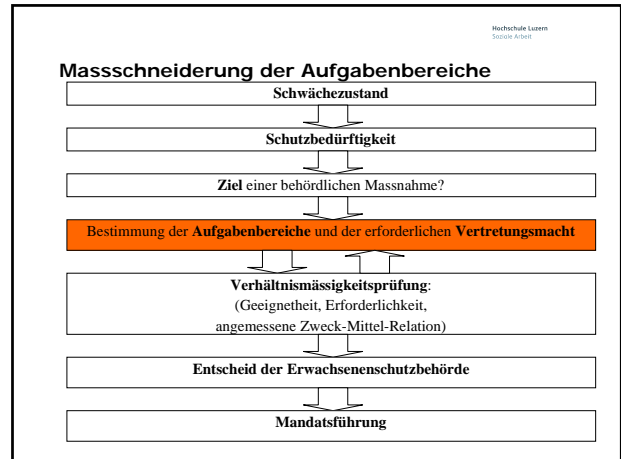 Hochschule Luzern
Soziale Arbeit
Massschneiderung der Aufgabenbereiche
Schwächezustand
Schutzbedürftigkeit
Ziel einer behördlichen Massnahme?
Bestimmung der Aufgabenbereiche und der erforderlichen Vertretungsmacht
Verhältnismässigkeitsprüfung:
(Geeignetheit, Erforderlichkeit,
angemessene Zweck-Mittel-Relation)
Entscheid der Erwachsenenschutzbehörde
Mandatsführung